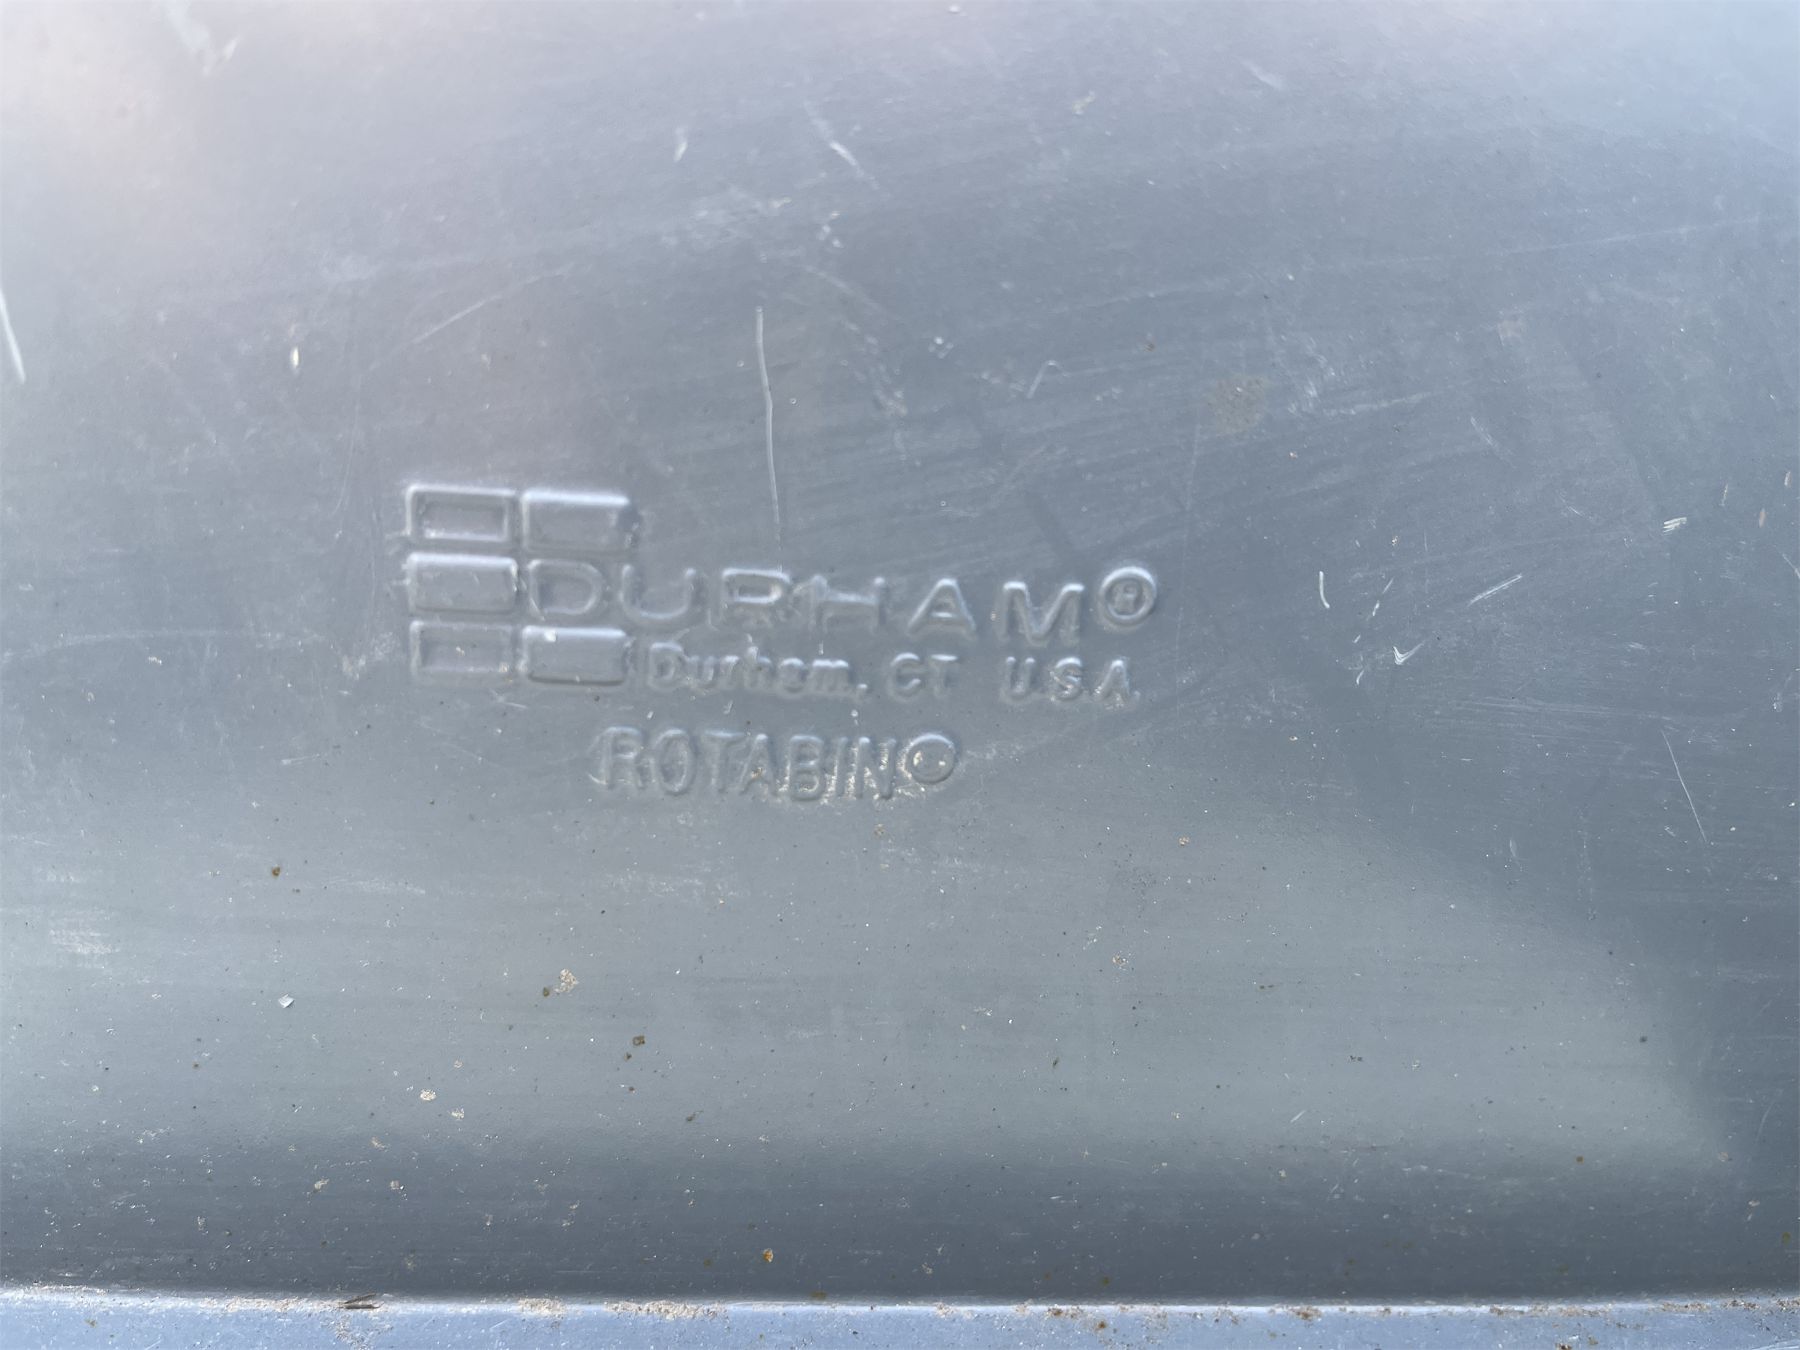 DURHAM®
Durham, CT U.S.A.
ROTABIN®